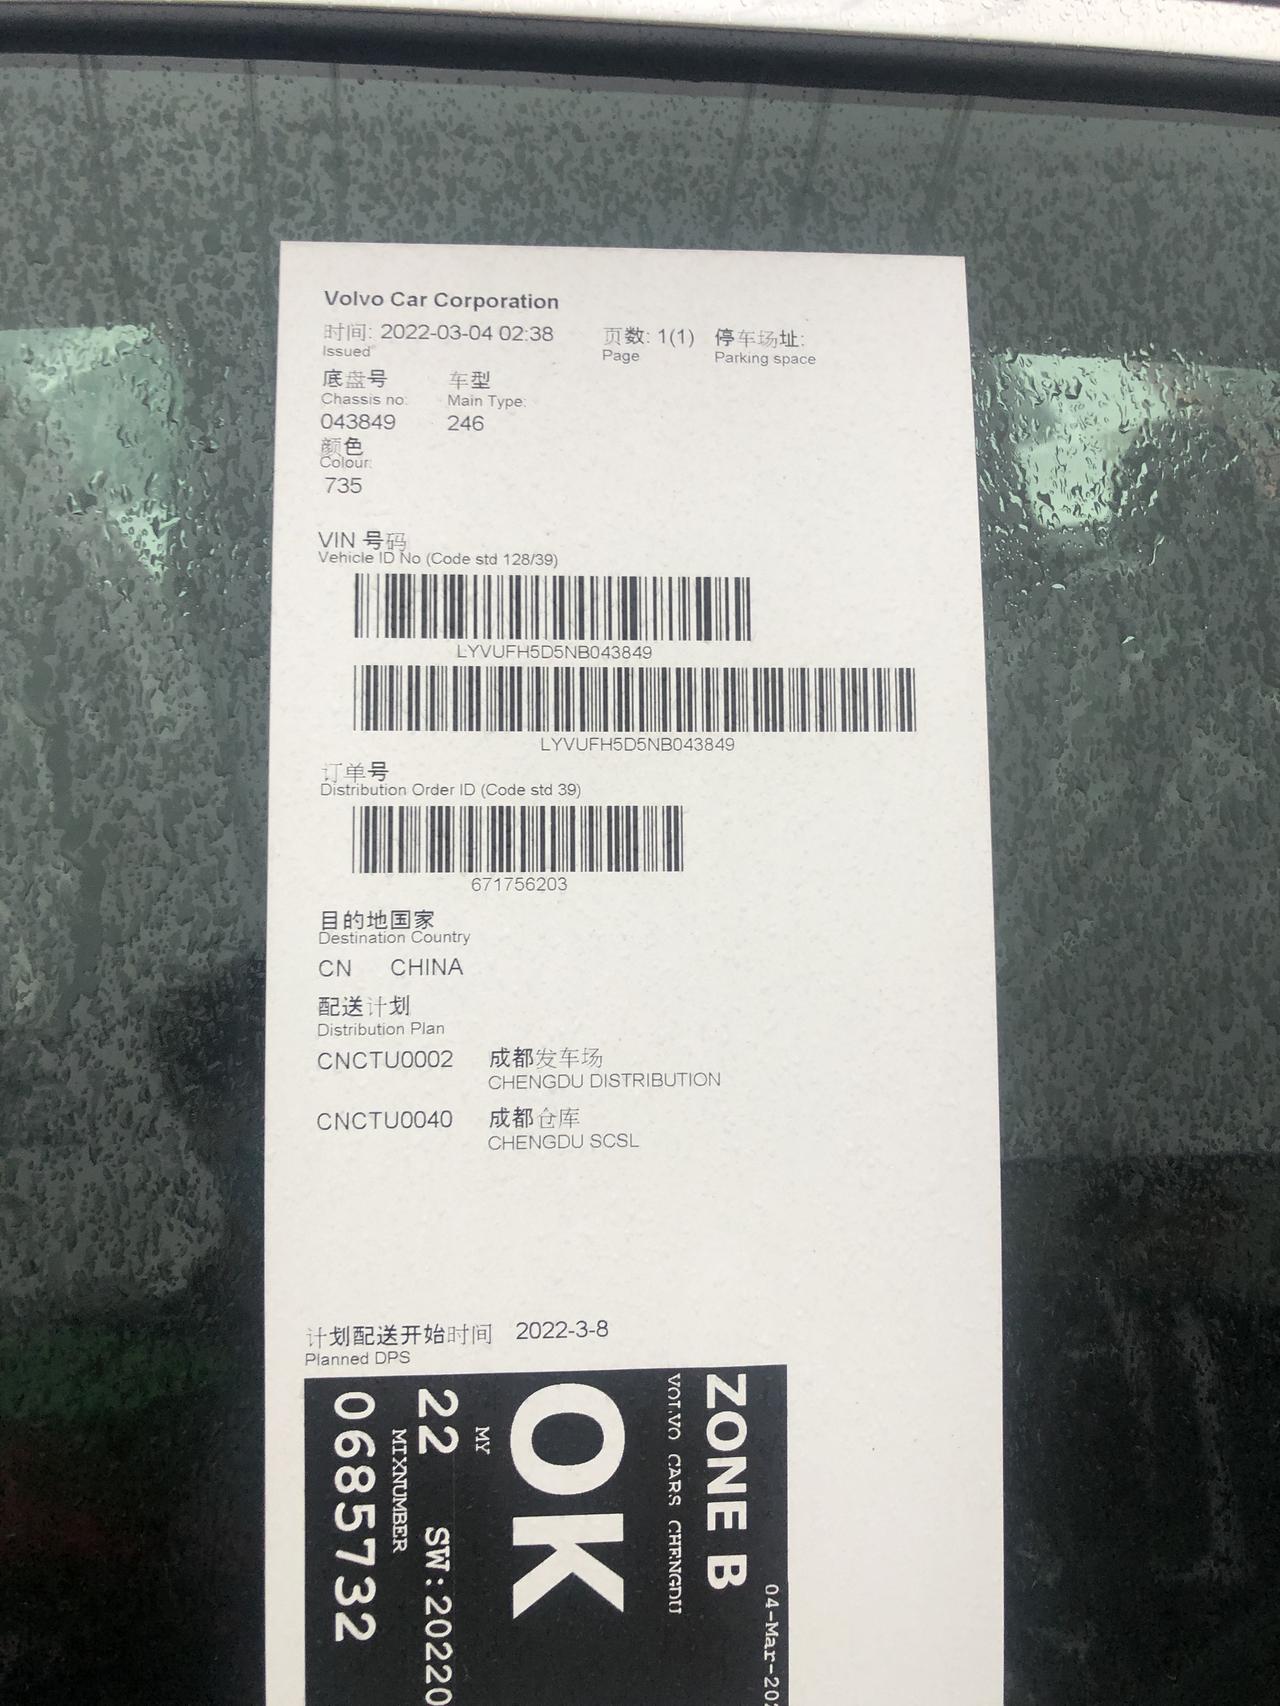 Volvo Car Corporation
时间: 2022-03-04 02:38 页数: 1(1) 停车场址:
Issued Page Parking space
底盘号 车型
Chassis no: Main Type:
043849 246
颜色
Colour:
735
VIN 号码
Vehicle ID No (Code std 128/39)
LYVUFH5D5NB043849
LYVUFH5D5NB043849
订单号
Distribution Order ID (Code std 39)
671756203
目的地国家
Destination Country
CN CHINA
配送计划
Distribution Plan
CNCTU0002 成都发车场
CHENGDU DISTRIBUTION
CNCTU0040 成都仓库
CHENGDU SCSL
计划配送开始时间 2022-3-8
Planned DPS
04-Mar-202
ZONE B
VOLVO CARS CHENGDU
OK
MY
22 SW:20220
MIXNUMBER
0685732